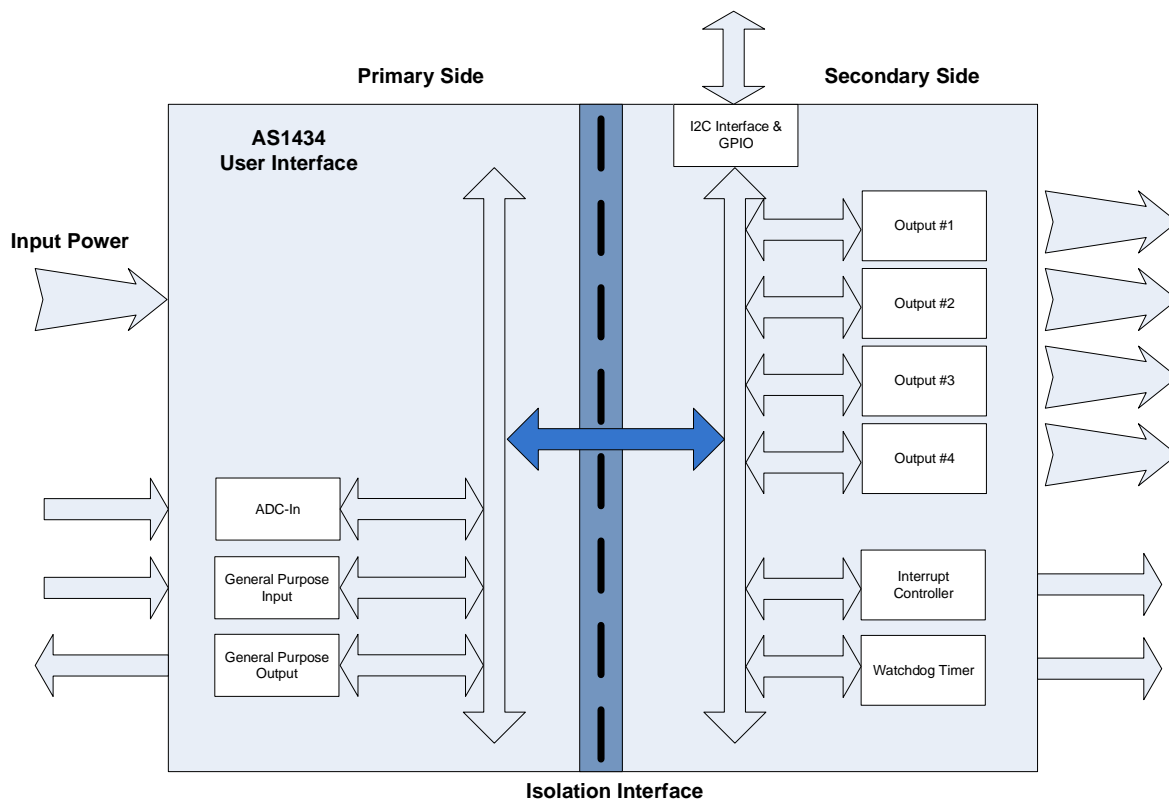 Primary Side
Secondary Side
AS1434
User Interface
I2C Interface &
GPIO
Input Power
Output #1
Output #2
Output #3
Output #4
ADC-In
General Purpose
Input
General Purpose
Output
Interrupt
Controller
Watchdog Timer
Isolation Interface